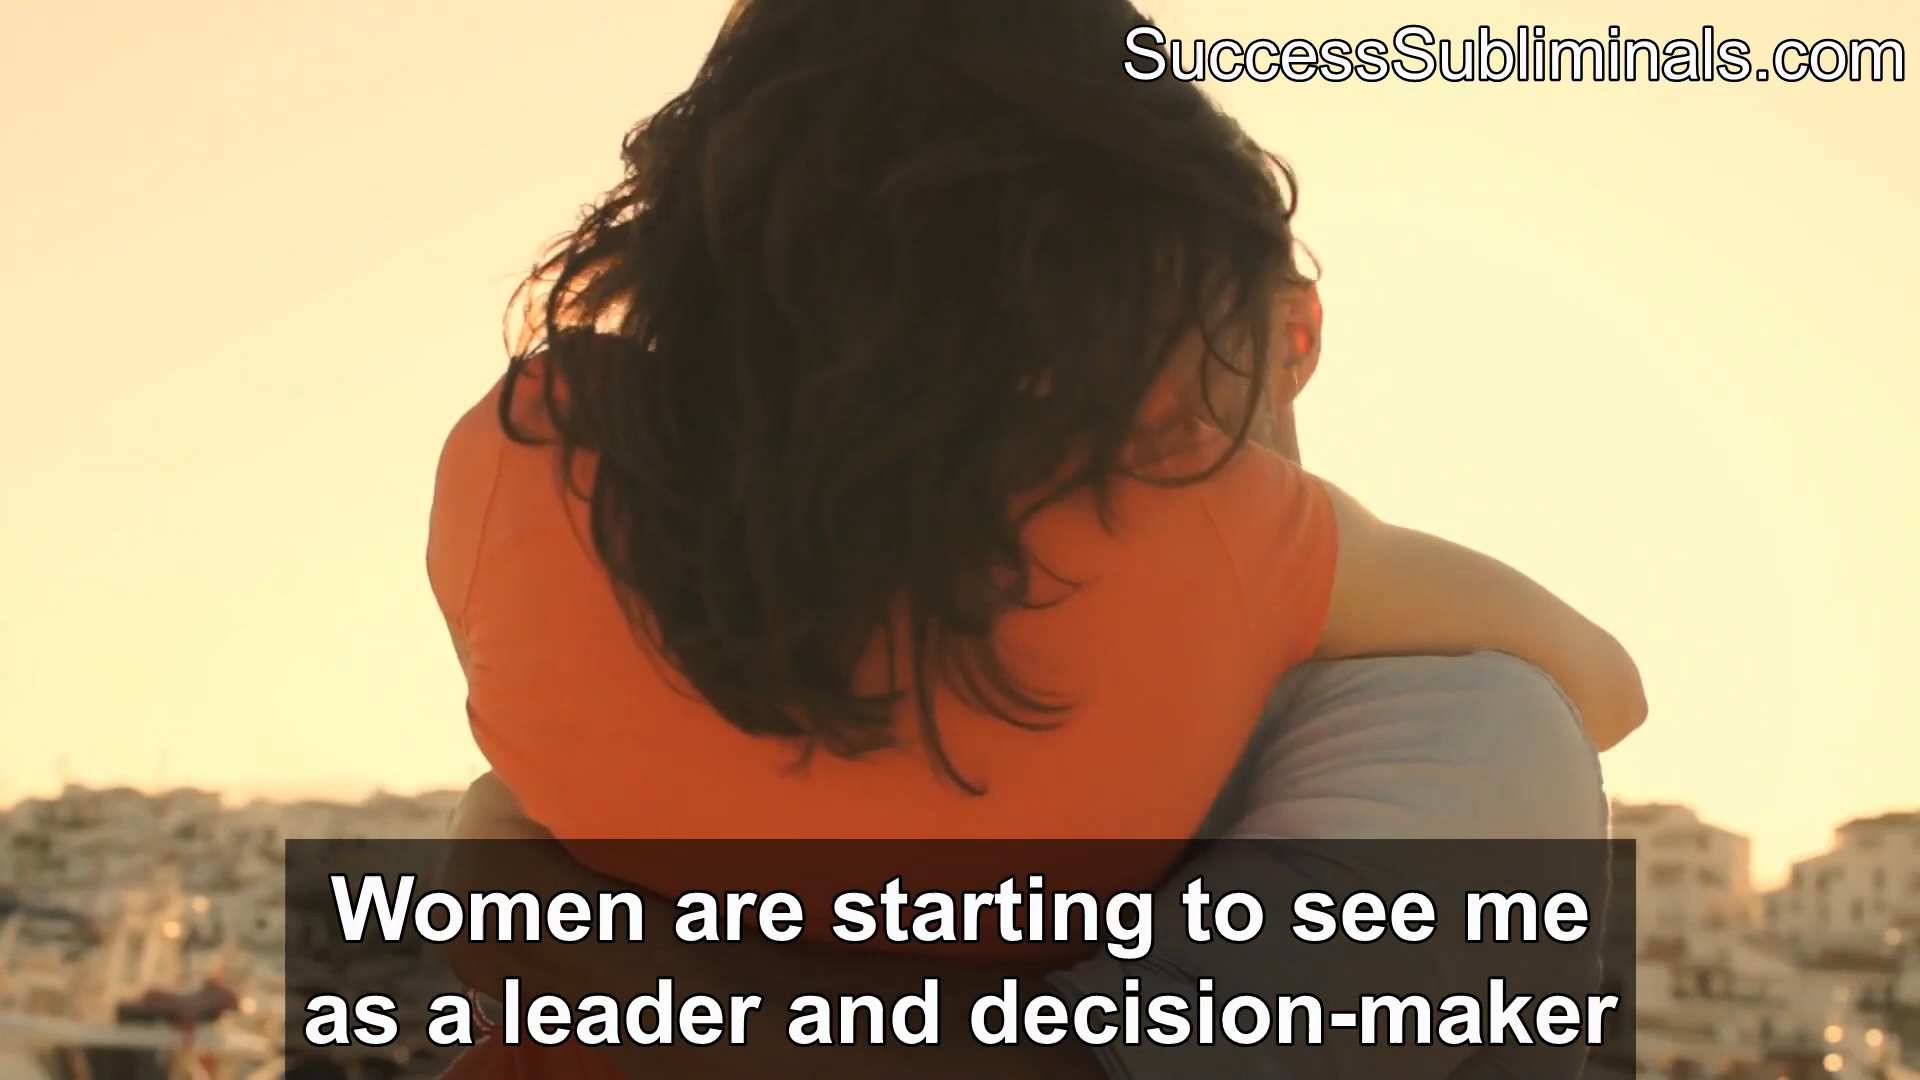 SuccessSubliminals.com
Women are starting to see me
as a leader and decision-maker